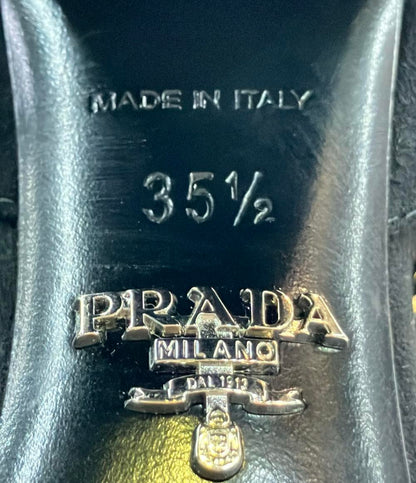 MADE IN ITALY
35½
PRADA
MILANO
DAL 1913